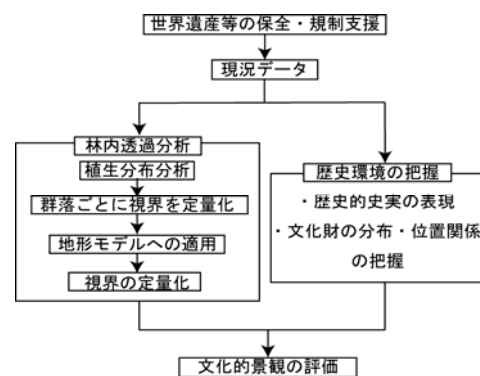 世界遺産等の保全・規制支援
現況データ
林内透過分析
植生分布分析
群落ごとに視界を定量化
地形モデルへの適用
視界の定量化
歴史環境の把握
・歴史的史実の表現
・文化財の分布・位置関係
の把握
文化的景観の評価